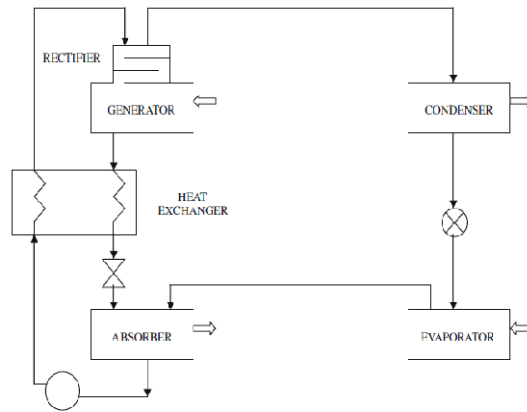 RECTIFIER
GENERATOR
CONDENSER
HEAT
EXCHANGER
ABSORBER
EVAPORATOR